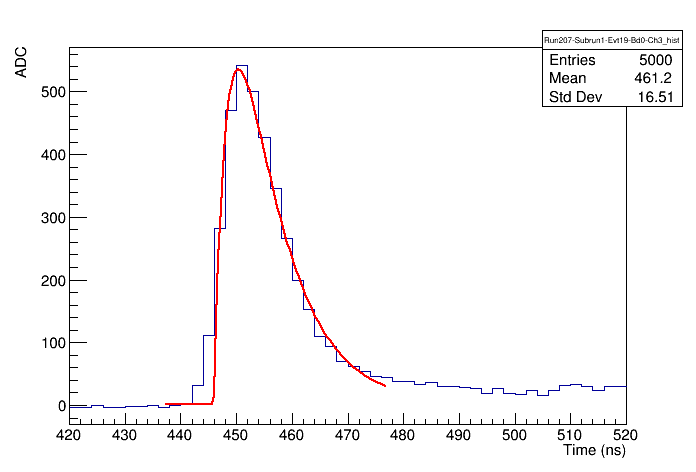 Run207-Subrun1-Evt19-Bd0-Ch3_hist
Entries 5000
Mean 461.2
Std Dev 16.51
ADC
500
400
300
200
100
0
420 430 440 450 460 470 480 490 500 510 520
Time (ns)